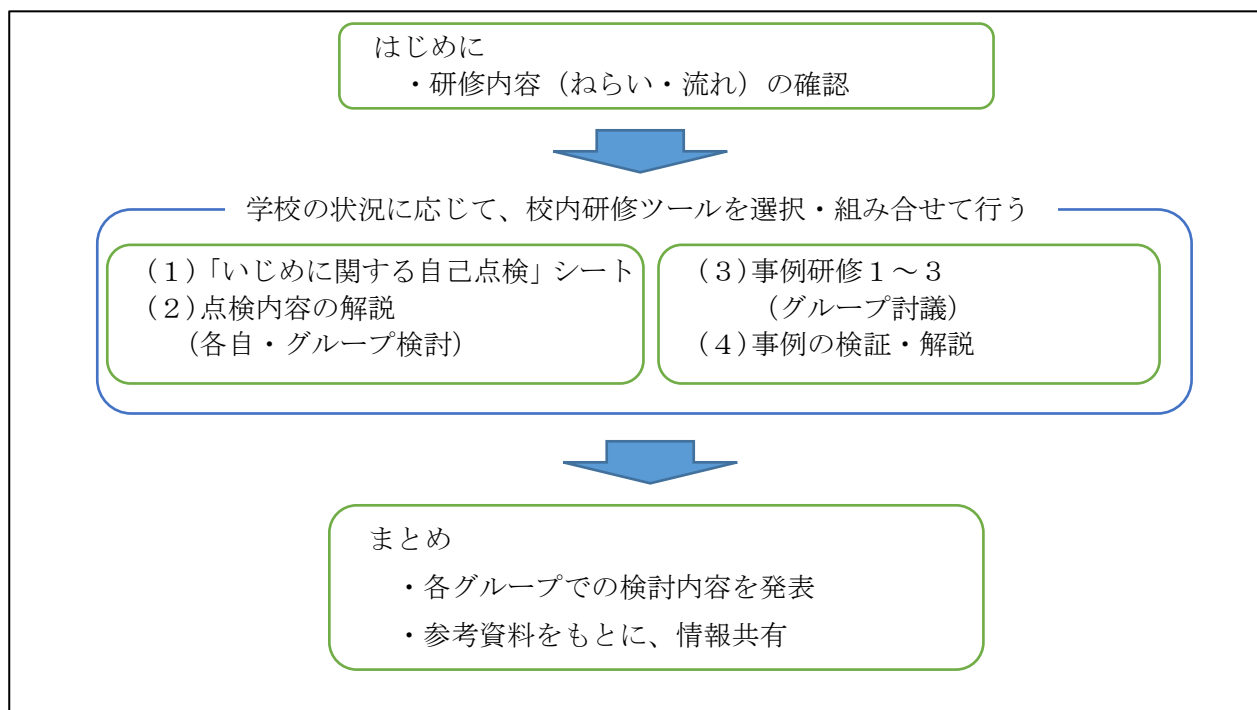 はじめに
・研修内容（ねらい・流れ）の確認
学校の状況に応じて、校内研修ツールを選択・組み合せて行う
（１）「いじめに関する自己点検」シート
（２）点検内容の解説
（各自・グループ検討）
（３）事例研修１～３
（グループ討議）
（４）事例の検証・解説
まとめ
・各グループでの検討内容を発表
・参考資料をもとに、情報共有